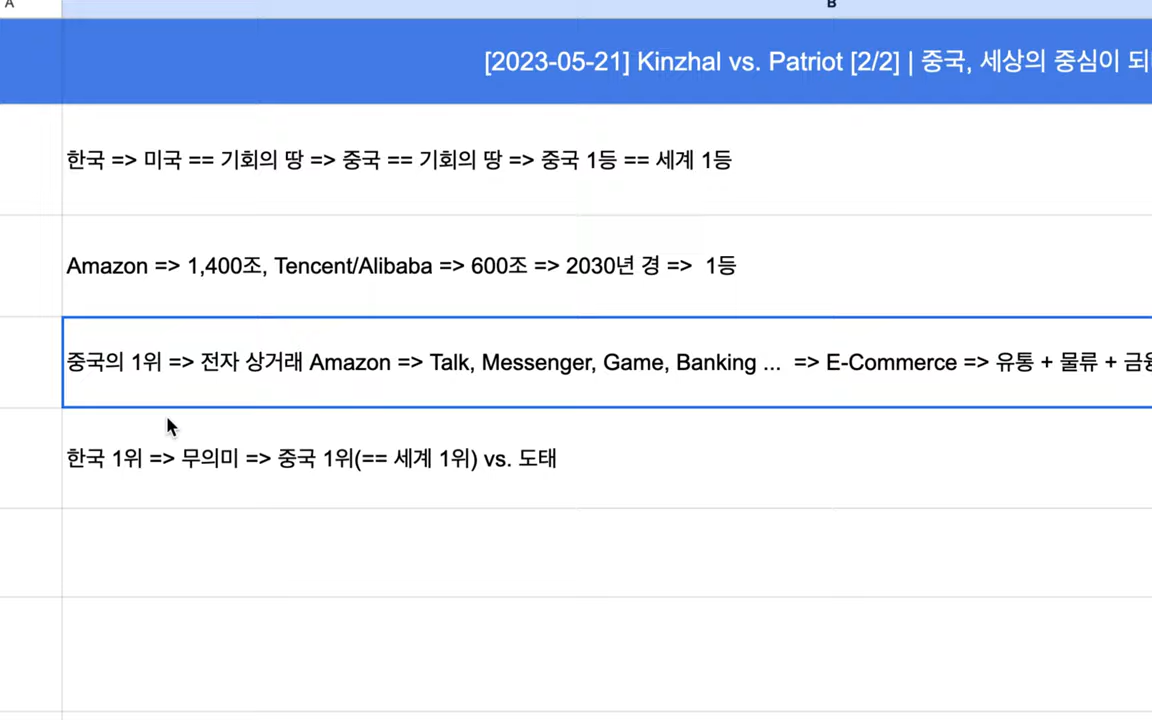 A B
[2023-05-21] Kinzhal vs. Patriot [2/2] | 중국, 세상의 중심이 되
한국 => 미국 == 기회의 땅 => 중국 == 기회의 땅 => 중국 1등 == 세계 1등
Amazon => 1,400조, Tencent/Alibaba => 600조 => 2030년 경 => 1등
중국의 1위 => 전자 상거래 Amazon => Talk, Messenger, Game, Banking ... => E-Commerce => 유통 + 물류 + 금융
한국 1위 => 무의미 => 중국 1위(== 세계 1위) vs. 도태